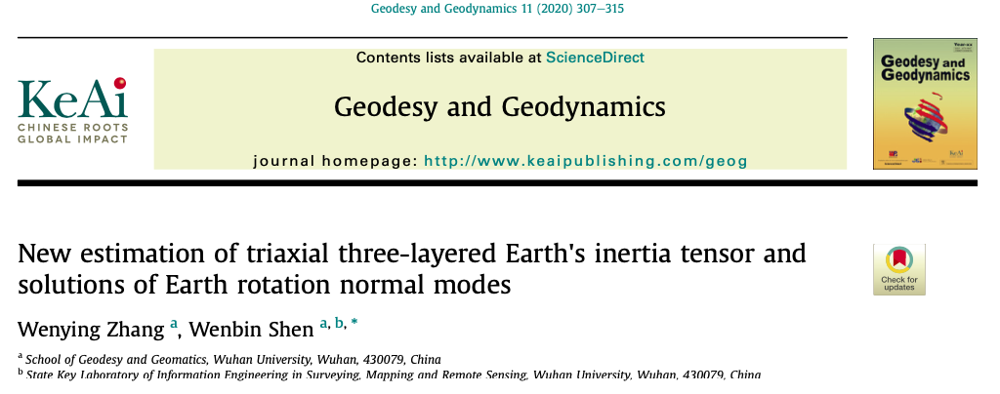 Geodesy and Geodynamics 11 (2020) 307–315
KeAi
CHINESE ROOTS
GLOBAL IMPACT
Contents lists available at ScienceDirect
Geodesy and Geodynamics
journal homepage: http://www.keaipublishing.com/geog
Geodesy and
Geodynamics
New estimation of triaxial three-layered Earth's inertia tensor and
solutions of Earth rotation normal modes
Check for
updates
Wenying Zhang a, Wenbin Shen a, b, *
a School of Geodesy and Geomatics, Wuhan University, Wuhan, 430079, China
b State Key Laboratory of Information Engineering in Surveying, Mapping and Remote Sensing, Wuhan University, Wuhan, 430079, China